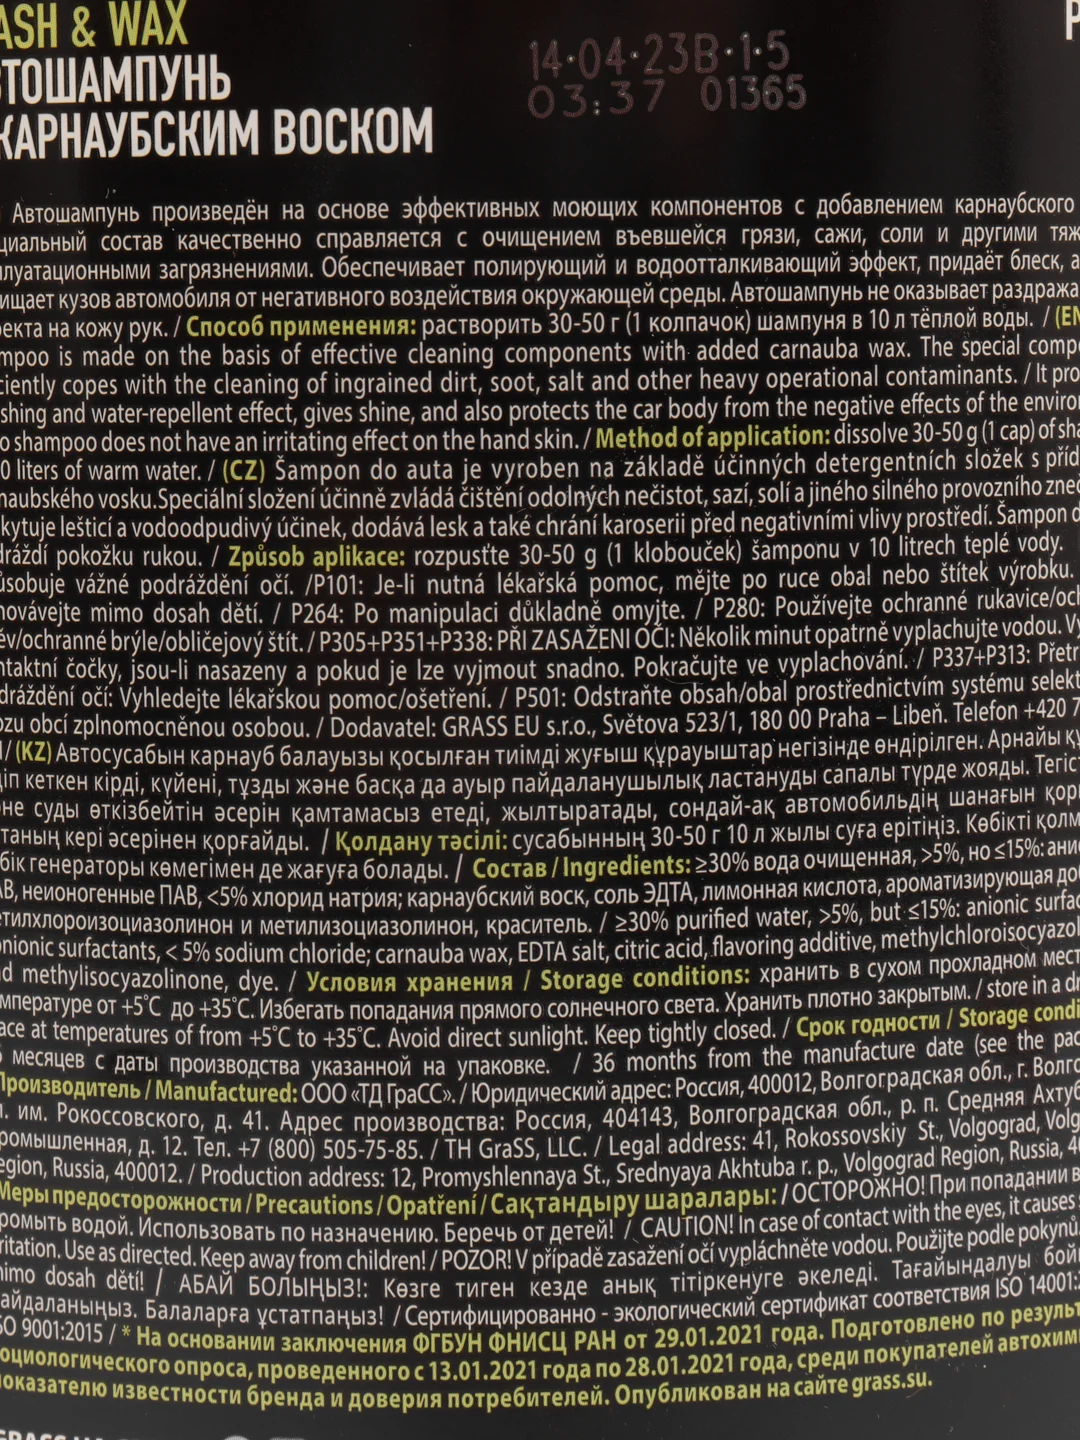 ASH & WAX
ВТОШАМПУНЬ
КАРНАУБСКИМ ВОСКОМ
14·04·23B·1·5
03:37 01365
Автошампунь произведён на основе эффективных моющих компонентов с добавлением карнаубского
циальный состав качественно справляется с очищением въевшейся грязи, сажи, соли и другими тяж
плуатационными загрязнениями. Обеспечивает полирующий и водоотталкивающий эффект, придаёт блеск, а
ищает кузов автомобиля от негативного воздействия окружающей среды. Автошампунь не оказывает раздража
фекта на кожу рук. / Способ применения: растворить 30-50 г (1 колпачок) шампуня в 10 л тёплой воды. / (EN
mpoo is made on the basis of effective cleaning components with added carnauba wax. The special compo
ciently copes with the cleaning of ingrained dirt, soot, salt and other heavy operational contaminants. / It pro
ishing and water-repellent effect, gives shine, and also protects the car body from the negative effects of the environ
o shampoo does not have an irritating effect on the hand skin. / Method of application: dissolve 30-50 g (1 cap) of sha
0 liters of warm water. / (CZ) Šampon do auta je vyroben na základě účinných detergentních složek s příd
naubského vosku.Speciální složení účinně zvládá čištění odolných nečistot, sazí, solí a jiného silného provozního zneč
kytuje lešticí a vodoodpudivý účinek, dodává lesk a také chrání karoserii před negativními vlivy prostředí. Šampon d
dráždí pokožku rukou. / Způsob aplikace: rozpusťte 30-50 g (1 klobouček) šamponu v 10 litrech teplé vody.
ůsobuje vážné podráždění očí. /P101: Je-li nutná lékařská pomoc, mějte po ruce obal nebo štítek výrobku.
hovávejte mimo dosah dětí. / P264: Po manipulaci důkladně omyjte. / P280: Používejte ochranné rukavice/och
ěv/ochranné brýle/obličejový štít. / P305+P351+P338: PŘI ZASAŽENI OČI: Několik minut opatrně vyplachujte vodou. Vy
ntaktní čočky, jsou-li nasazeny a pokud je lze vyjmout snadno. Pokračujte ve vyplachování. / P337+P313: Přetr
dráždění očí: Vyhledejte lékařskou pomoc/ošetření. / P501: Odstraňte obsah/obal prostřednictvím systému selekt
ozu obcí zplnomocněnou osobou. / Dodavatel: GRASS EU s.r.o., Světova 523/1, 180 00 Praha – Libeň. Telefon +420 7
/ (KZ) Автосусабын карнауб балауызы қосылған тиімді жуғыш құрауыштар негізінде өндірілген. Арнайы құ
іп кеткен кірді, күйені, тұзды және басқа да ауыр пайдаланушылық ластануды сапалы түрде жояды. Тегіст
не суды өткізбейтін әсерін қамтамасыз етеді, жылтыратады, сондай-ақ автомобильдің шанағын қор
таның кері әсерінен қорғайды. / Қолдану тәсілі: сусабынның 30-50 г 10 л жылы суға ерітіңіз. Көбікті қолм
бік генераторы көмегімен де жағуға болады. / Состав / Ingredients: ≥30% вода очищенная, >5%, но ≤15%: ани
АВ, неионогенные ПАВ, <5% хлорид натрия; карнаубский воск, соль ЭДТА, лимонная кислота, ароматизирующая до
етилхлороизоциазолинон и метилизоциазолинон, краситель. / ≥30% purified water, >5%, but ≤15%: anionic surfac
onionic surfactants, < 5% sodium chloride; carnauba wax, EDTA salt, citric acid, flavoring additive, methylchloroisocyazol
d methylisocyazolinone, dye. / Условия хранения / Storage conditions: хранить в сухом прохладном мест
мпературе от +5˚С до +35˚С. Избегать попадания прямого солнечного света. Хранить плотно закрытым. / store in a dr
ace at temperatures of from +5˚C to +35˚C. Avoid direct sunlight. Keep tightly closed. / Срок годности / Storage condi
месяцев с даты производства указанной на упаковке. / 36 months from the manufacture date (see the pac
Производитель / Manufactured: ООО «ТД ГраСС». / Юридический адрес: Россия, 400012, Волгоградская обл., г. Волго
л. им. Рокоссовского, д. 41. Адрес производства: Россия, 404143, Волгоградская обл., р. п. Средняя Ахтуб
ромышленная, д. 12. Тел. +7 (800) 505-75-85. / TH GraSS, LLC. / Legal address: 41, Rokossovskiy St., Volgograd, Volg
egion, Russia, 400012. / Production address: 12, Promyshlennaya St., Srednyaya Akhtuba r. p., Volgograd Region, Russia, 4
Меры предосторожности / Precautions / Opatření / Сақтандыру шаралары: / ОСТОРОЖНО! При попадании в
ромыть водой. Использовать по назначению. Беречь от детей! / CAUTION! In case of contact with the eyes, it causes
ritation. Use as directed. Keep away from children! / POZOR! V případě zasažení očí vypláchněte vodou. Použijte podle pokynů
mimo dosah dětí! / АБАЙ БОЛЫҢЫЗ!: Көзге тиген кезде анық тітіркенуге әкеледі. Тағайындалуы бой
айдаланыңыз. Балаларға ұстатпаңыз! / Сертифицированно - экологический сертификат соответствия ISO 14001:
SO 9001:2015 / * На основании заключения ФГБУН ФНИСЦ РАН от 29.01.2021 года. Подготовлено по результ
оциологического опроса, проведенного с 13.01.2021 года по 28.01.2021 года, среди покупателей автохими
показателю известности бренда и доверия потребителей. Опубликован на сайте grass.su.